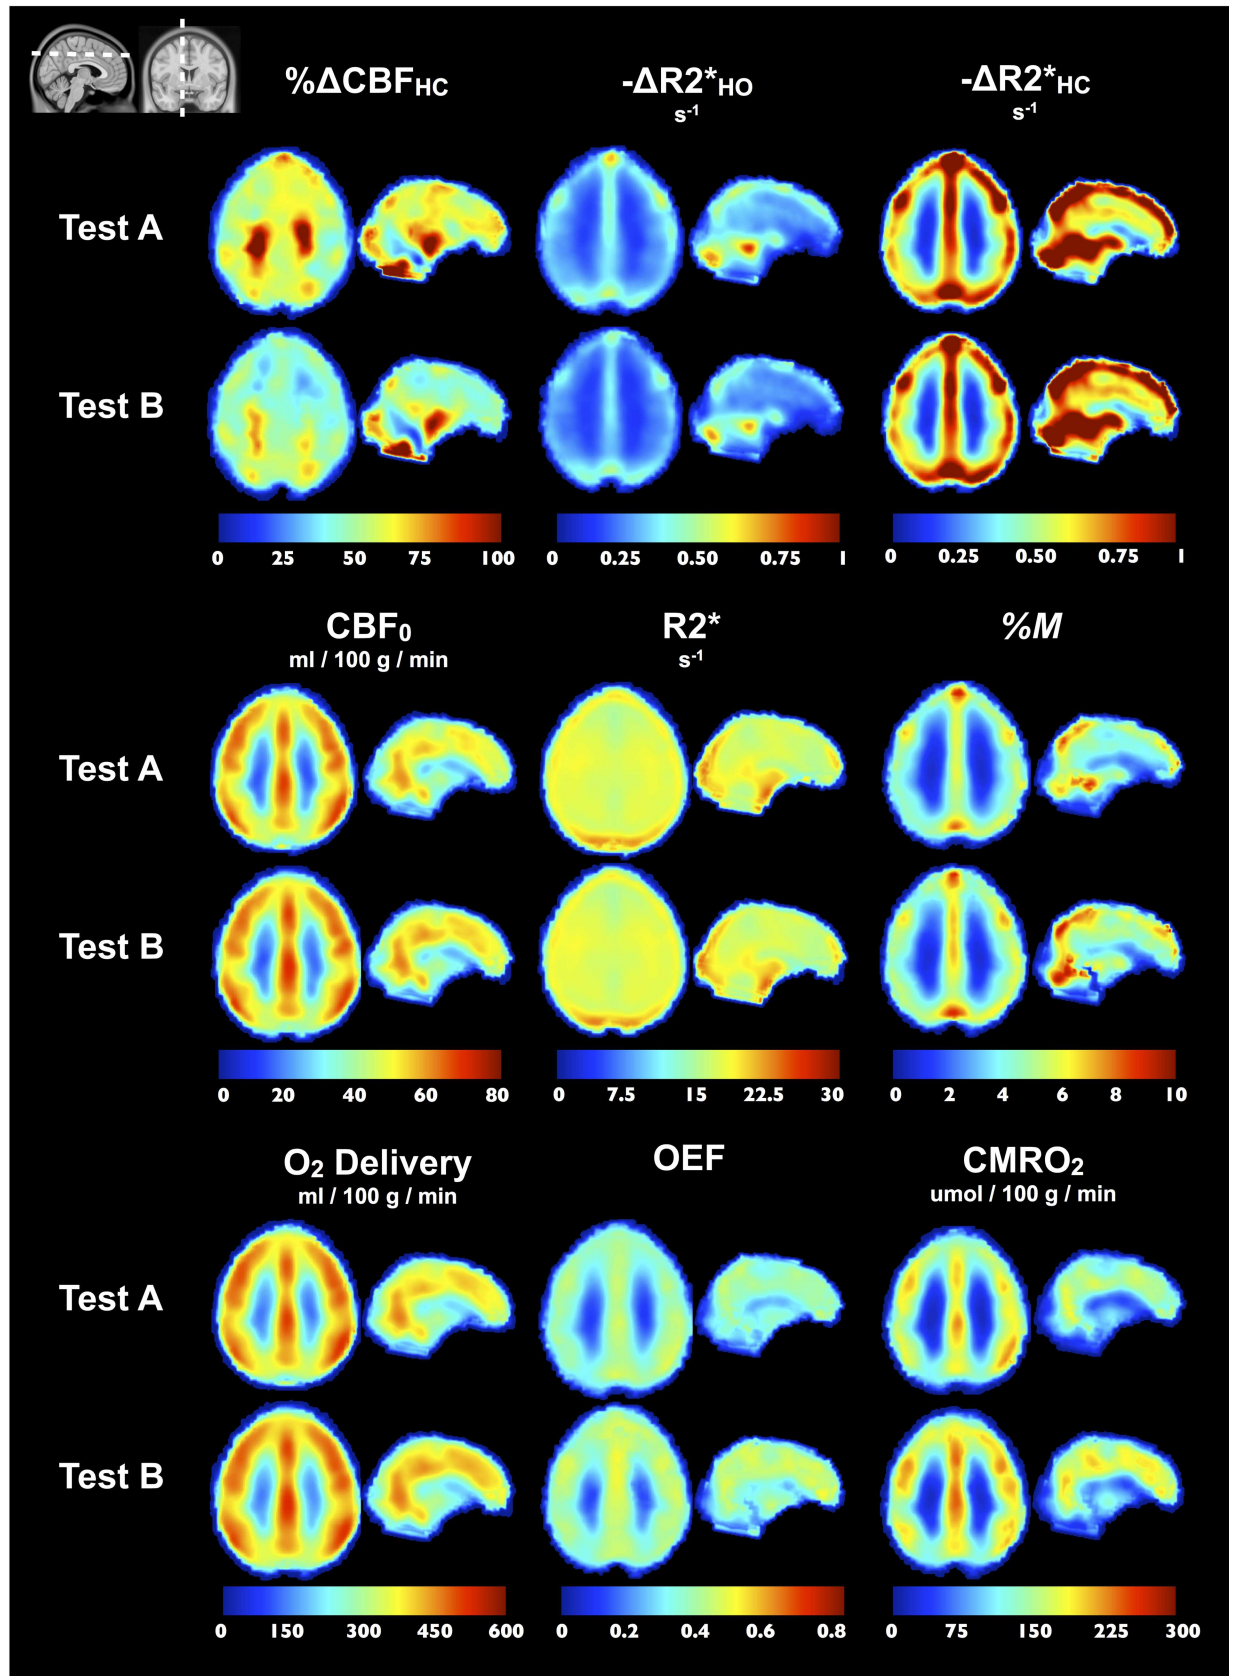 %ΔCBFHC -ΔR2*HO -ΔR2*HC
s-1 s-1
Test A
Test B
0 25 50 75 100 0 0.25 0.50 0.75 1 0 0.25 0.50 0.75 1
CBF0 R2* %M
ml / 100 g / min s-1
Test A
Test B
0 20 40 60 80 0 7.5 15 22.5 30 0 2 4 6 8 10
O2 Delivery OEF CMRO2
ml / 100 g / min umol / 100 g / min
Test A
Test B
0 150 300 450 600 0 0.2 0.4 0.6 0.8 0 75 150 225 300